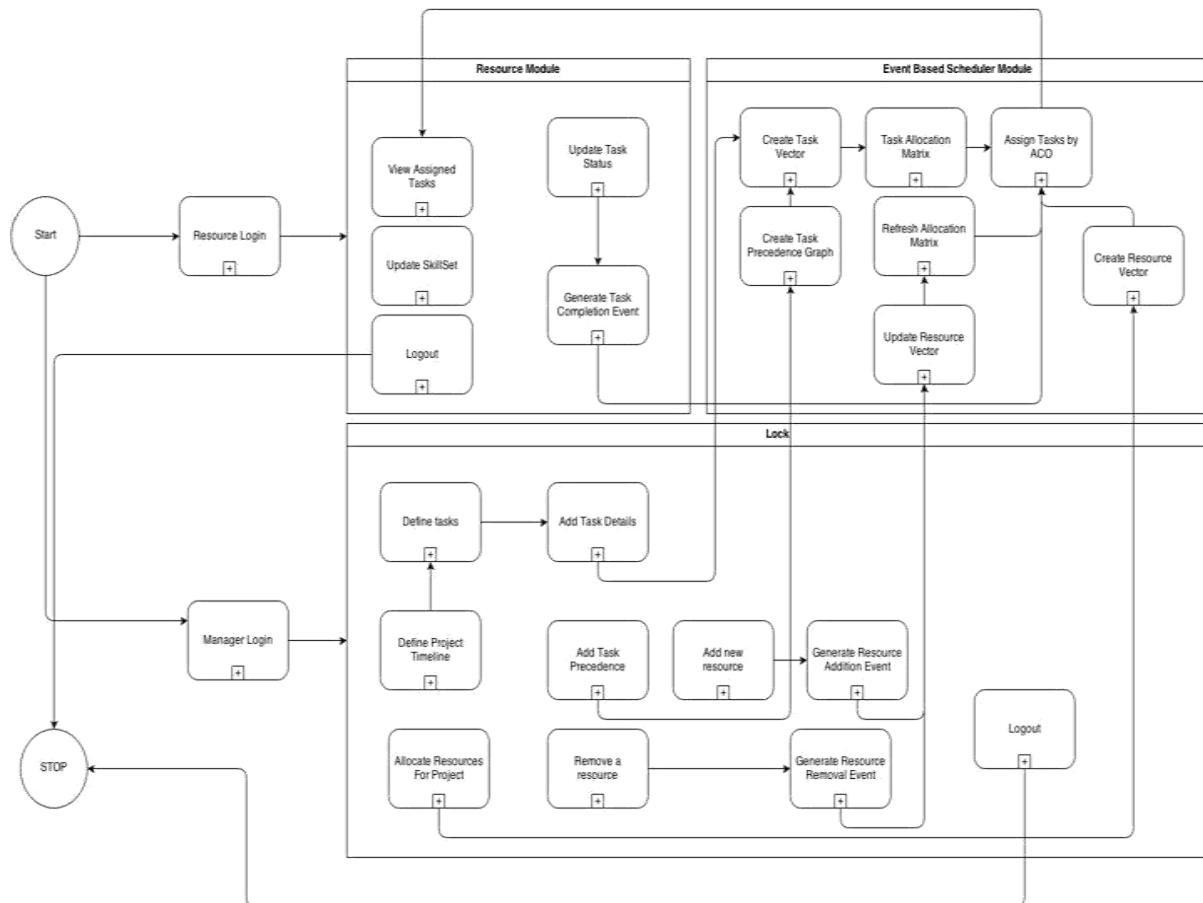 Resource Module
Event Based Scheduler Module
View Assigned
Tasks
Update Task
Status
Create Task
Vector
Task Allocation
Matrix
Assign Tasks by
ACO
Start
Resource Login
Update SkillSet
Generate Task
Completion Event
Create Task
Precedence Graph
Refresh Allocation
Matrix
Create Resource
Vector
Logout
Update Resource
Vector
Lock
Define tasks
Add Task Details
Manager Login
Define Project
Timeline
Add Task
Precedence
Add new
resource
Generate Resource
Addition Event
STOP
Allocate Resources
For Project
Remove a
resource
Generate Resource
Removal Event
Logout